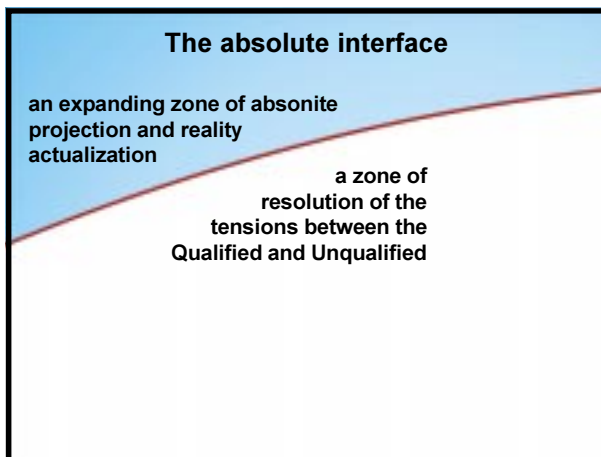 The absolute interface
an expanding zone of absonite
projection and reality
actualization
a zone of
resolution of the
tensions between the
Qualified and Unqualified